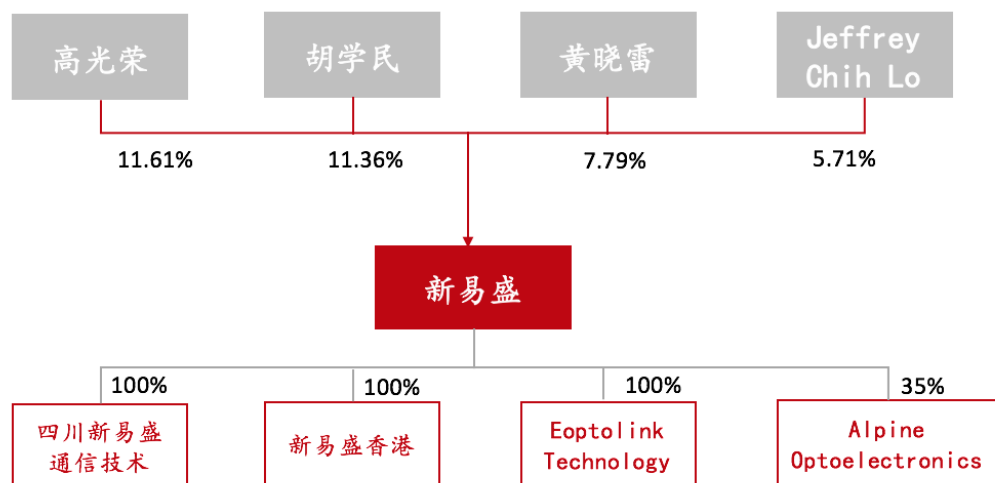 高光荣
胡学民
黄晓雷
Jeffrey
Chih Lo
11.61%
11.36%
7.79%
5.71%
新易盛
100%
100%
100%
35%
四川新易盛
通信技术
新易盛香港
Eoptolink
Technology
Alpine
Optoelectronics